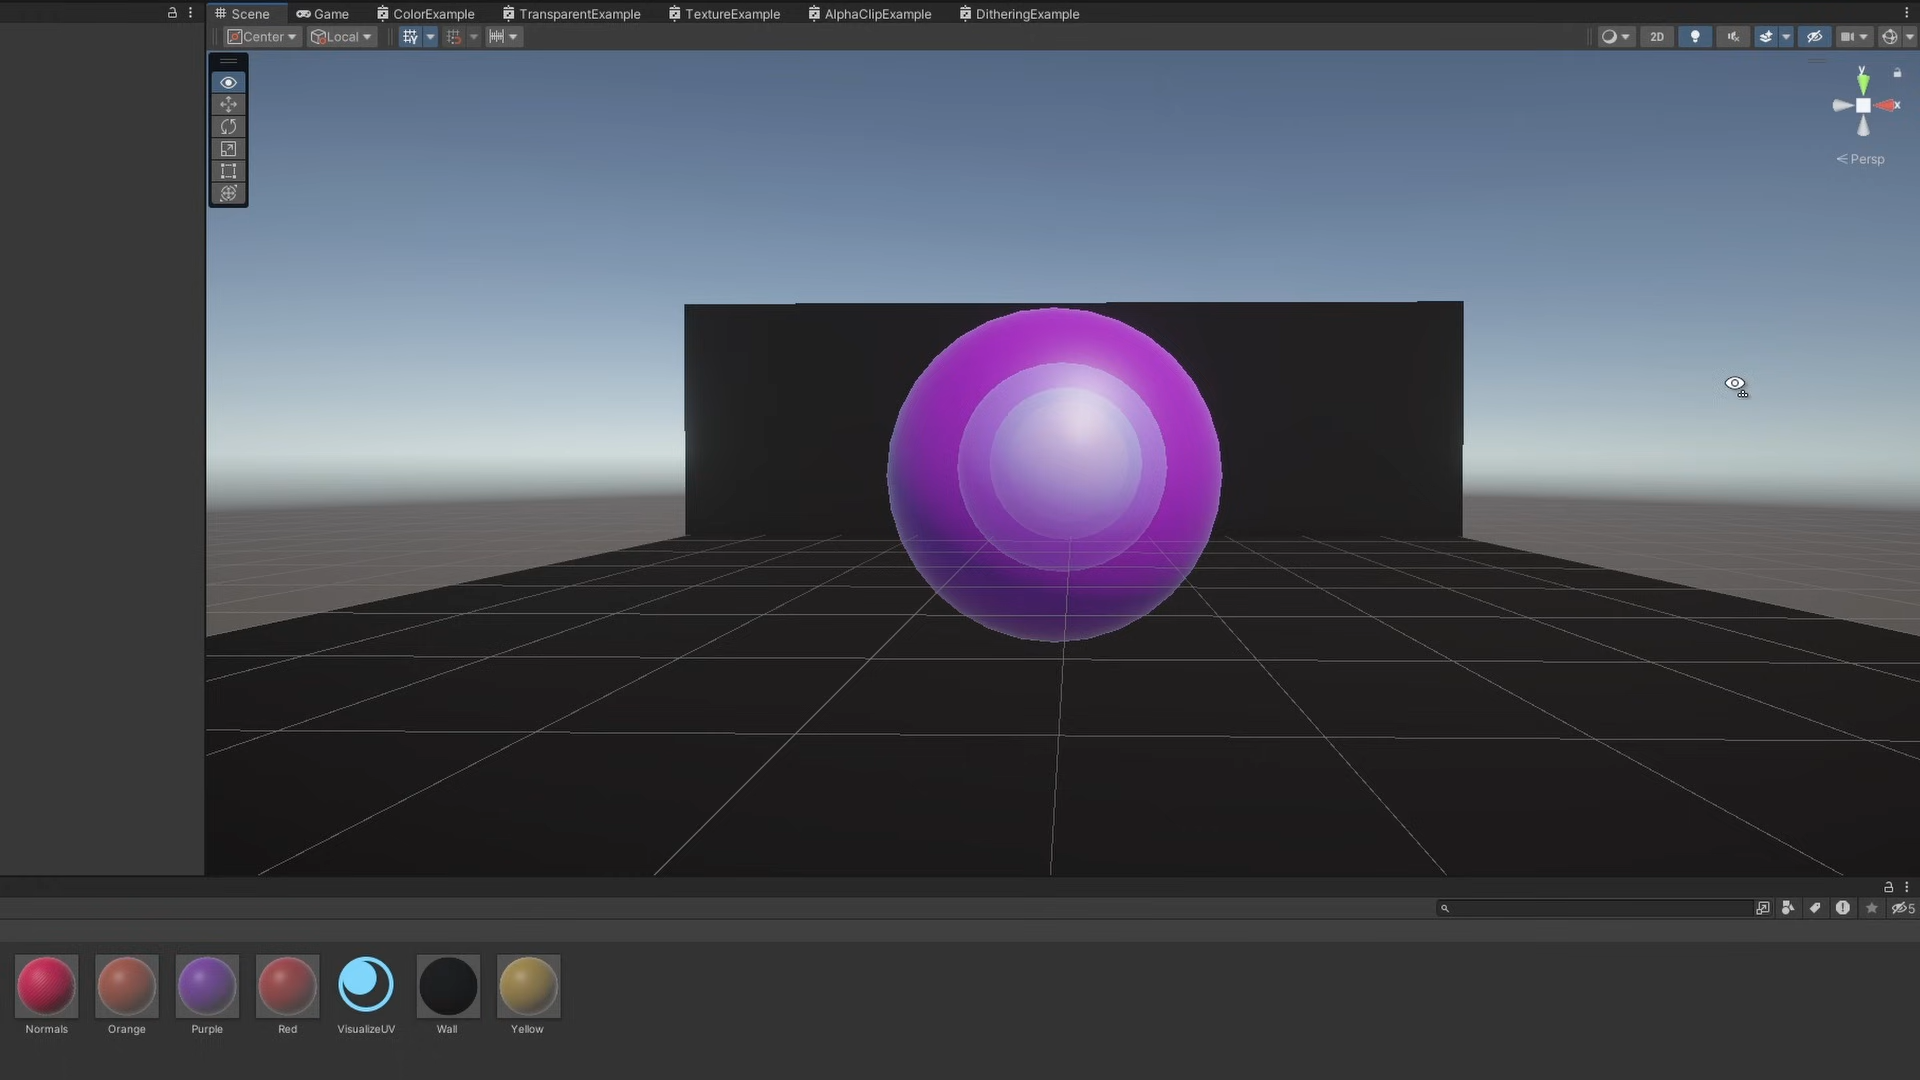 Scene Game ColorExample TransparentExample TextureExample AlphaClipExample DitheringExample
Center Local 2D
y
x
Persp
5
Normals Orange Purple Red VisualizeUV Wall Yellow